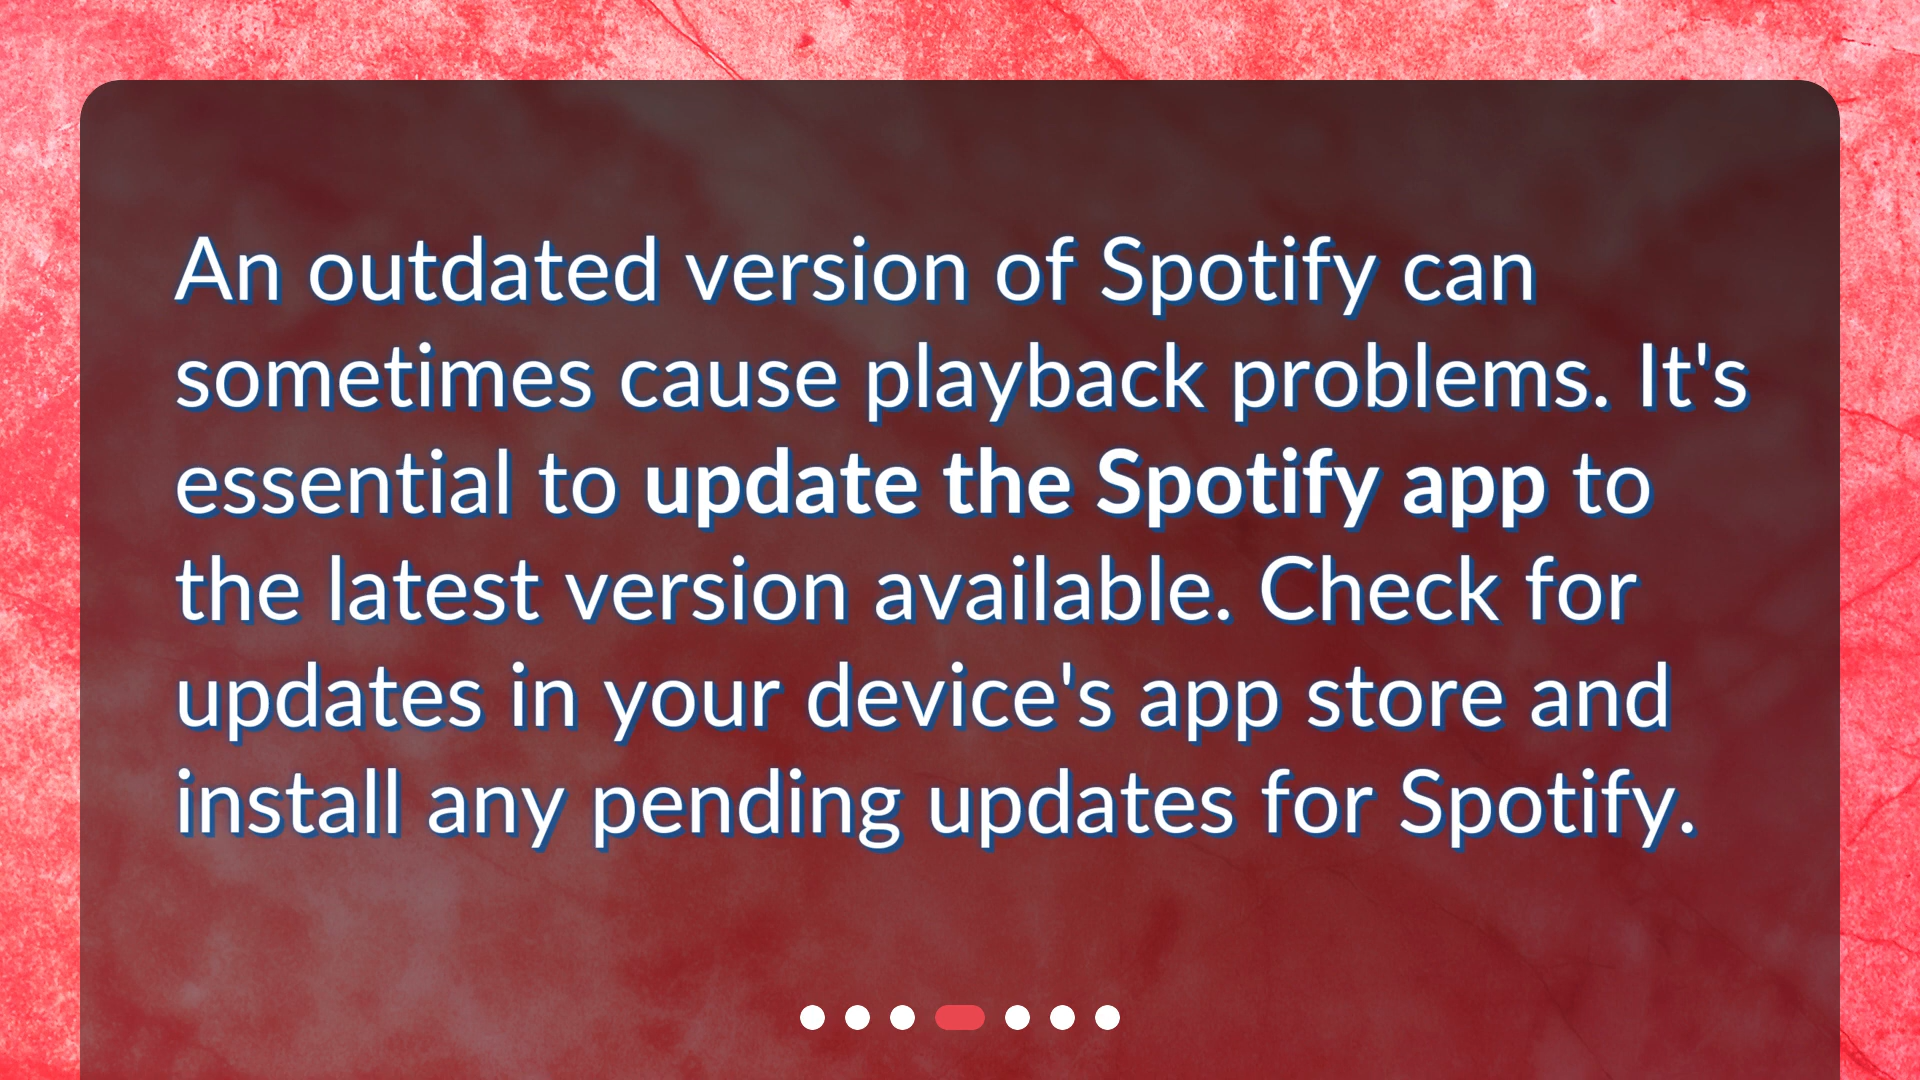 An outdated version of Spotify can
sometimes cause playback problems. It's
essential to update the Spotify app to
the latest version available. Check for
updates in your device's app store and
install any pending updates for Spotify.